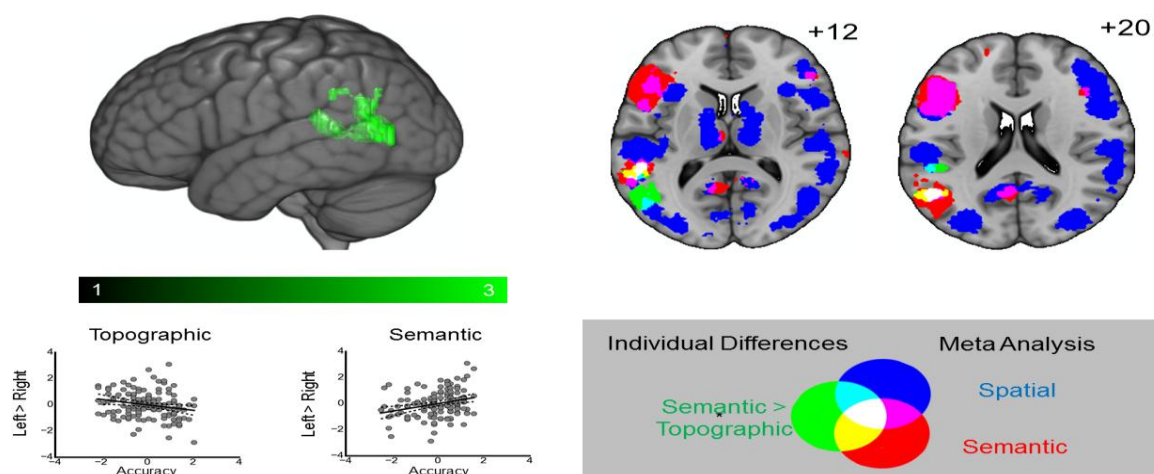 +12
+20
1
3
Topographic
Left> Right
4
2
0
−2
−4
−4
−2
0
2
4
Accuracy
Semantic
Left> Right
4
2
0
−2
−4
−4
−2
0
2
4
Accuracy
Individual Differences
Meta Analysis
Semantic >
Topographic
Spatial
Semantic